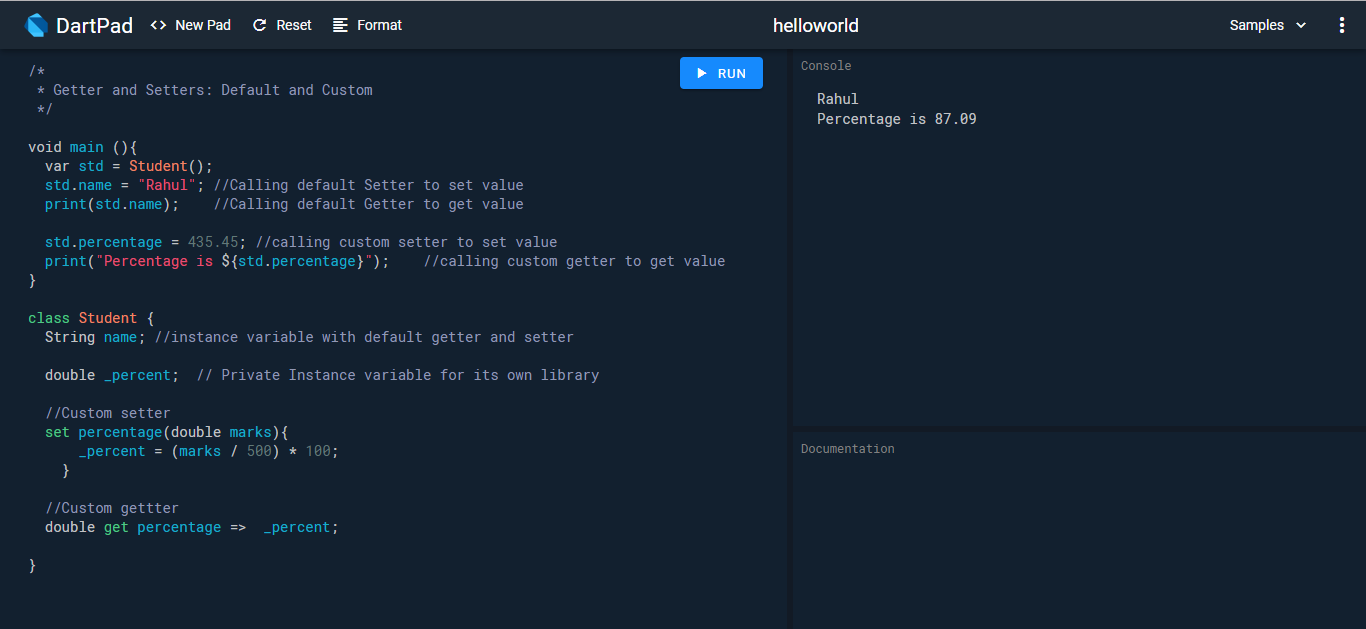 DartPad <> New Pad Reset Format helloworld Samples
/*
 * Getter and Setters: Default and Custom
 */
RUN
void main (){
  var std = Student();
  std.name = "Rahul"; //Calling default Setter to set value
  print(std.name);    //Calling default Getter to get value
  std.percentage = 435.45; //calling custom setter to set value
  print("Percentage is ${std.percentage}");    //calling custom getter to get value
}
class Student {
  String name; //instance variable with default getter and setter
  double _percent;  // Private Instance variable for its own library
  //Custom setter
  set percentage(double marks){
      _percent = (marks / 500) * 100;
    }
  //Custom gettter
  double get percentage =>  _percent;
}
Console
Rahul
Percentage is 87.09
Documentation